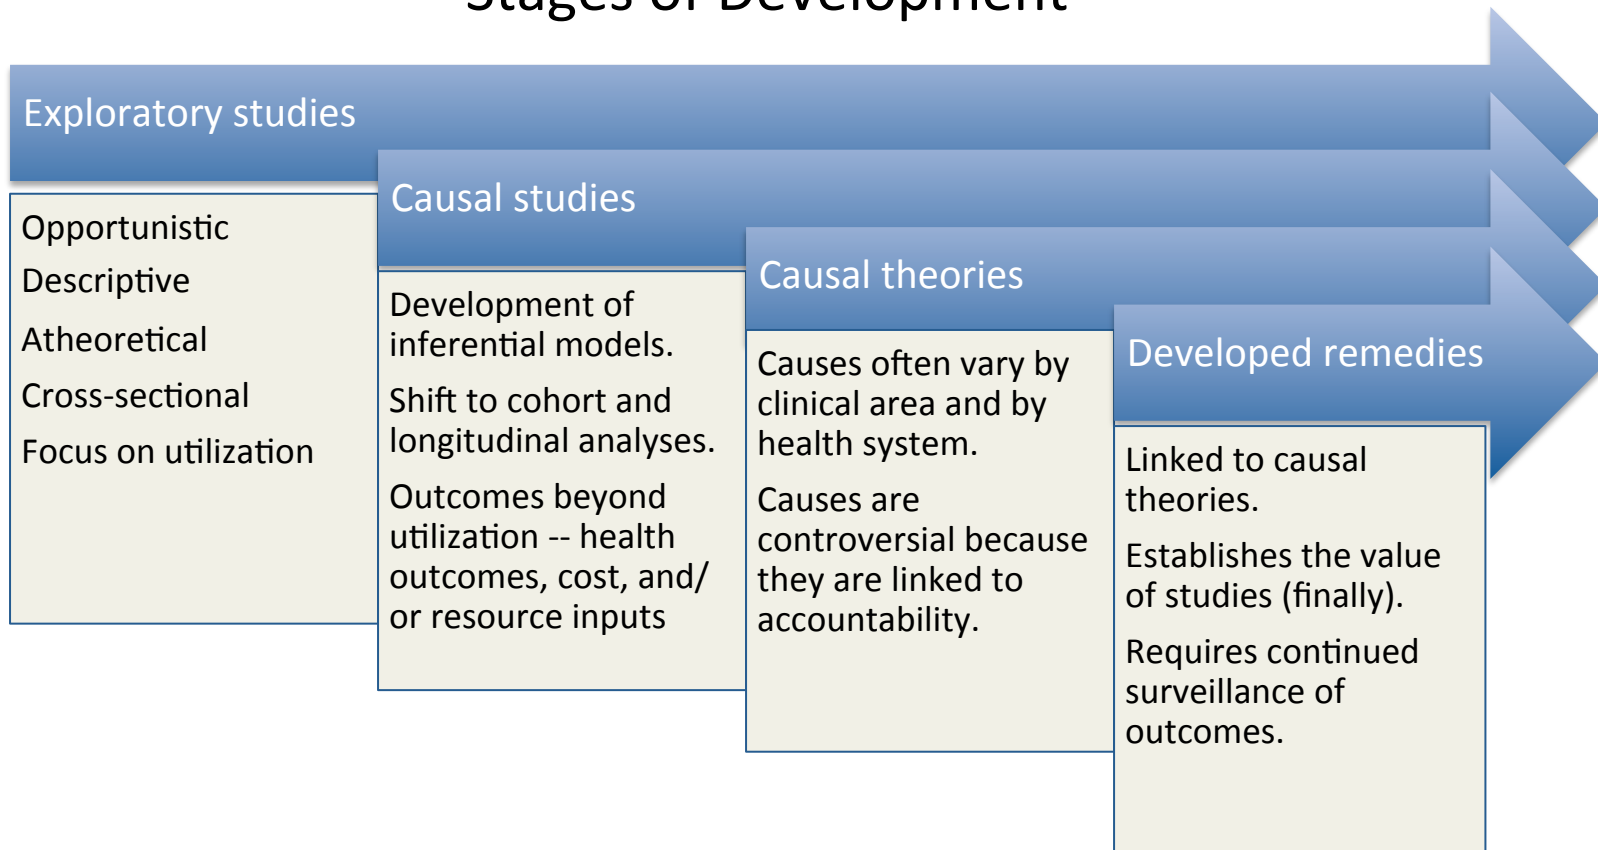 Stages of Development
Exploratory studies
Opportunistic
Descriptive
Atheoretical
Cross-sectional
Focus on utilization
Causal studies
Development of
inferential models.
Shift to cohort and
longitudinal analyses.
Outcomes beyond
utilization -- health
outcomes, cost, and/
or resource inputs
Causal theories
Causes often vary by
clinical area and by
health system.
Causes are
controversial because
they are linked to
accountability.
Developed remedies
Linked to causal
theories.
Establishes the value
of studies (finally).
Requires continued
surveillance of
outcomes.